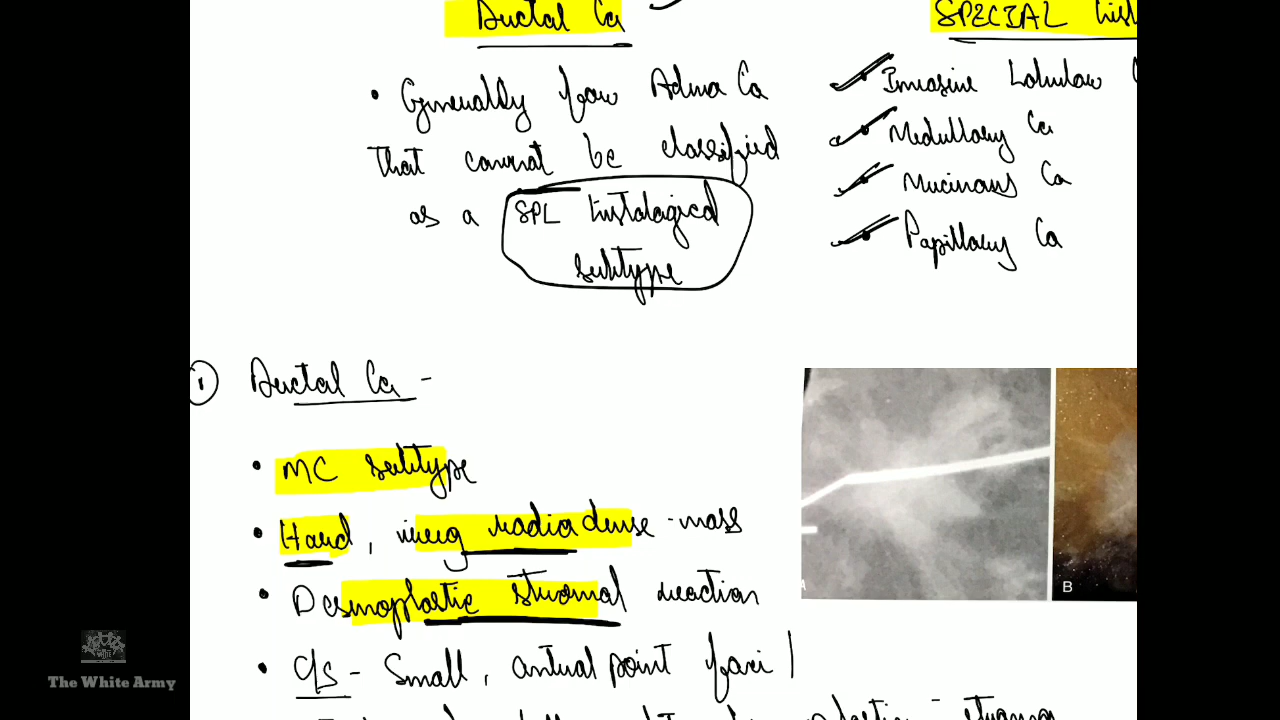 Ductal Ca
SPECIAL
• Generally for Adeno Ca
that cannot be classified
as a SPL histological
subtype
• Invasive Lobular
• Medullary Ca
• Mucinous Ca
• Papillary Ca
① Ductal Ca -
• MC subtype
• Hard, irreg radiodense - mass
• Desmoplastic stromal reaction
• C/s - Small, foci
stroma
B
The White Army